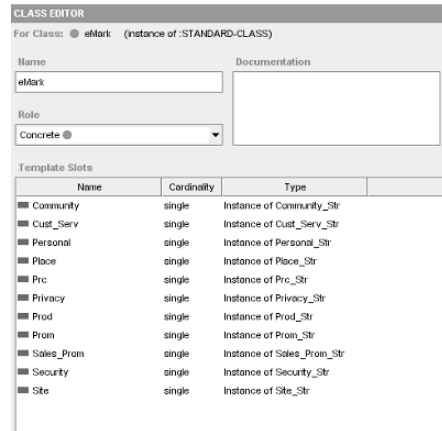 CLASS EDITOR
For Class: eMark (instance of :STANDARD-CLASS)
Name Documentation
eMark
Role
Concrete
Template Slots
Name Cardinality Type
Community single Instance of Community_Str
Cust_Serv single Instance of Cust_Serv_Str
Personal single Instance of Personal_Str
Place single Instance of Place_Str
Prc single Instance of Prc_Str
Privacy single Instance of Privacy_Str
Prod single Instance of Prod_Str
Prom single Instance of Prom_Str
Sales_Prom single Instance of Sales_Prom_Str
Security single Instance of Security_Str
Site single Instance of Site_Str